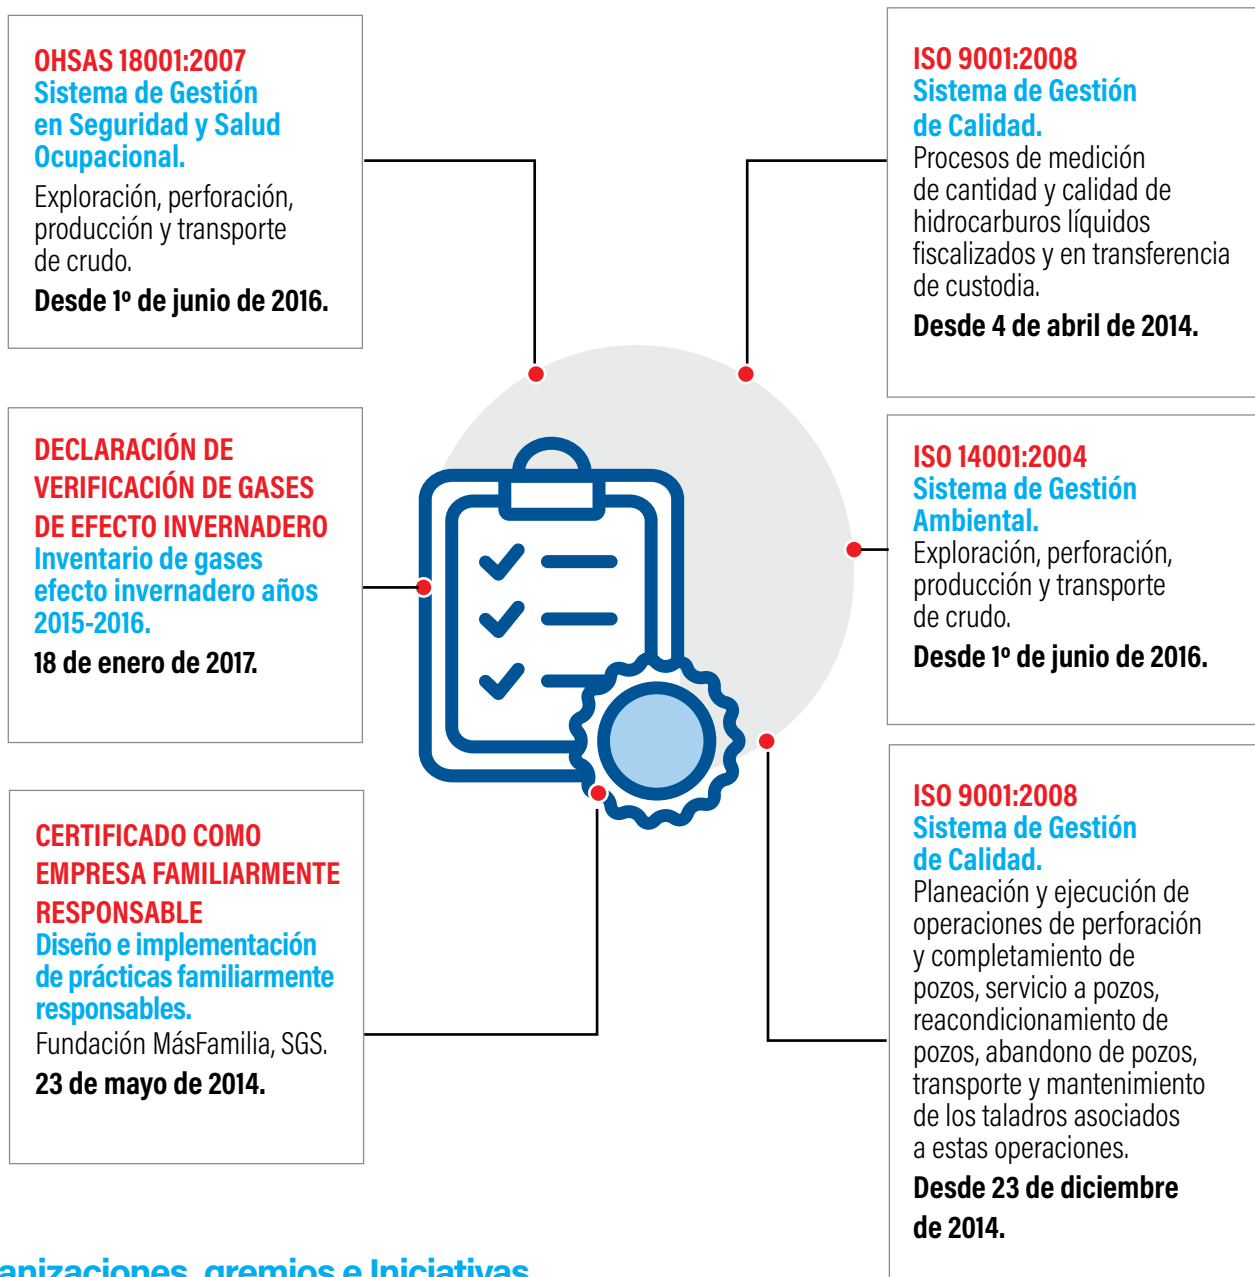 OHSAS 18001:2007
Sistema de Gestión
en Seguridad y Salud
Ocupacional.
Exploración, perforación,
producción y transporte
de crudo.
Desde 1º de junio de 2016.
DECLARACIÓN DE
VERIFICACIÓN DE GASES
DE EFECTO INVERNADERO
Inventario de gases
efecto invernadero años
2015-2016.
18 de enero de 2017.
CERTIFICADO COMO
EMPRESA FAMILIARMENTE
RESPONSABLE
Diseño e implementación
de prácticas familiarmente
responsables.
Fundación MásFamilia, SGS.
23 de mayo de 2014.
ISO 9001:2008
Sistema de Gestión
de Calidad.
Procesos de medición
de cantidad y calidad de
hidrocarburos líquidos
fiscalizados y en transferencia
de custodia.
Desde 4 de abril de 2014.
ISO 14001:2004
Sistema de Gestión
Ambiental.
Exploración, perforación,
producción y transporte
de crudo.
Desde 1º de junio de 2016.
ISO 9001:2008
Sistema de Gestión
de Calidad.
Planeación y ejecución de
operaciones de perforación
y completamiento de
pozos, servicio a pozos,
reacondicionamiento de
pozos, abandono de pozos,
transporte y mantenimiento
de los taladros asociados
a estas operaciones.
Desde 23 de diciembre
de 2014.
anizaciones, gremios e Iniciativas